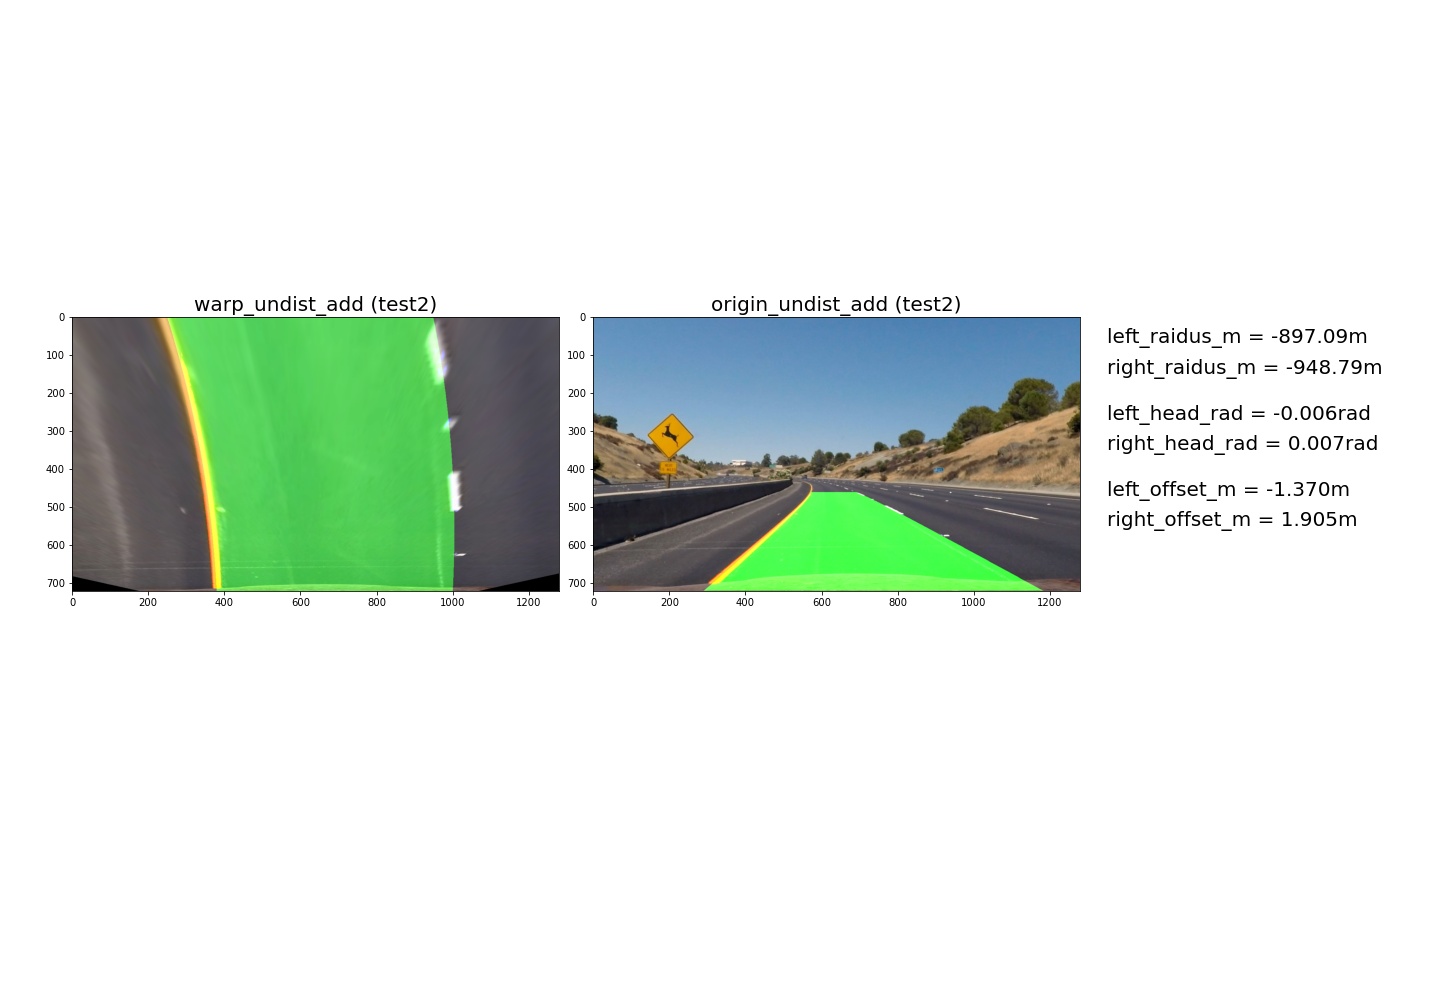 warp_undist_add (test2)
0
100
200
300
400
500
600
700
0 200 400 600 800 1000 1200
origin_undist_add (test2)
0
100
200
300
400
500
600
700
0 200 400 600 800 1000 1200
left_raidus_m = -897.09m
right_raidus_m = -948.79m
left_head_rad = -0.006rad
right_head_rad = 0.007rad
left_offset_m = -1.370m
right_offset_m = 1.905m